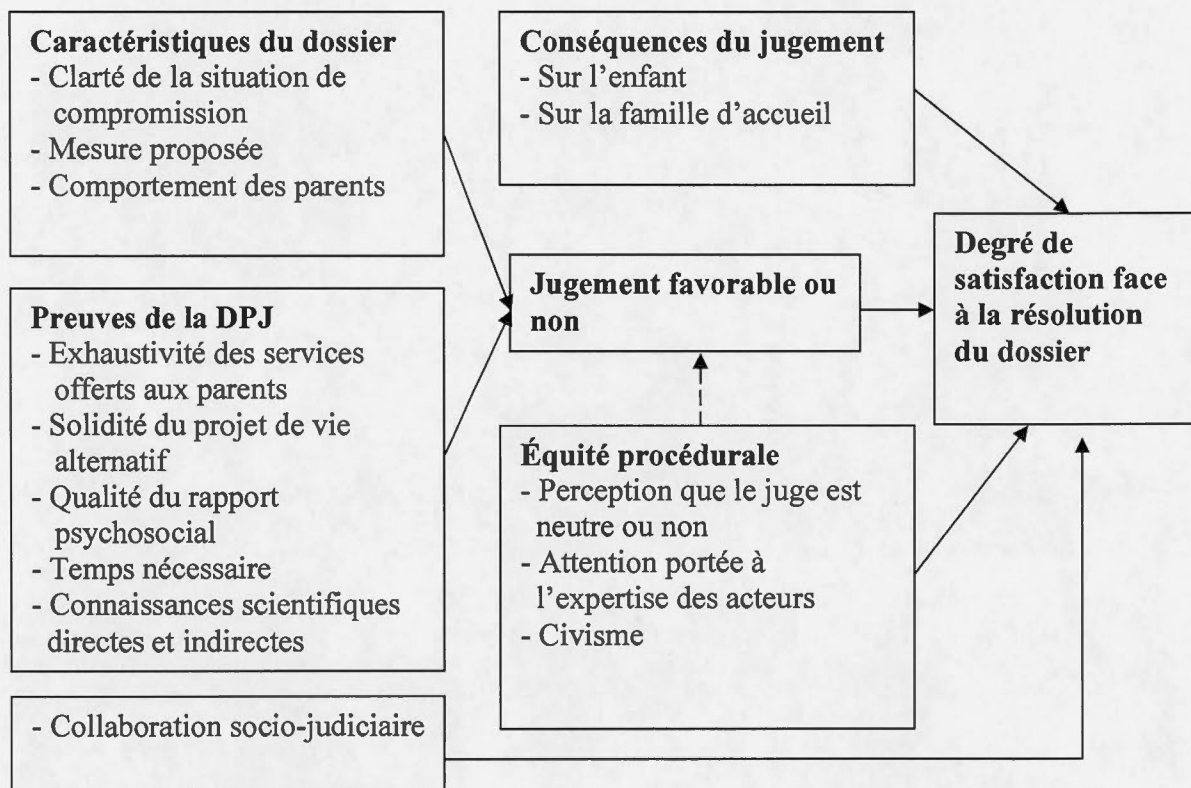 Caractéristiques du dossier
- Clarté de la situation de
compromission
- Mesure proposée
- Comportement des parents
Conséquences du jugement
- Sur l'enfant
- Sur la famille d'accueil
Preuves de la DPJ
- Exhaustivité des services
offerts aux parents
- Solidité du projet de vie
alternatif
- Qualité du rapport
psychosocial
- Temps nécessaire
- Connaissances scientifiques
directes et indirectes
Jugement favorable ou
non
Degré de
satisfaction face
à la résolution
du dossier
Équité procédurale
- Perception que le juge est
neutre ou non
- Attention portée à
l'expertise des acteurs
- Civisme
- Collaboration socio-judiciaire